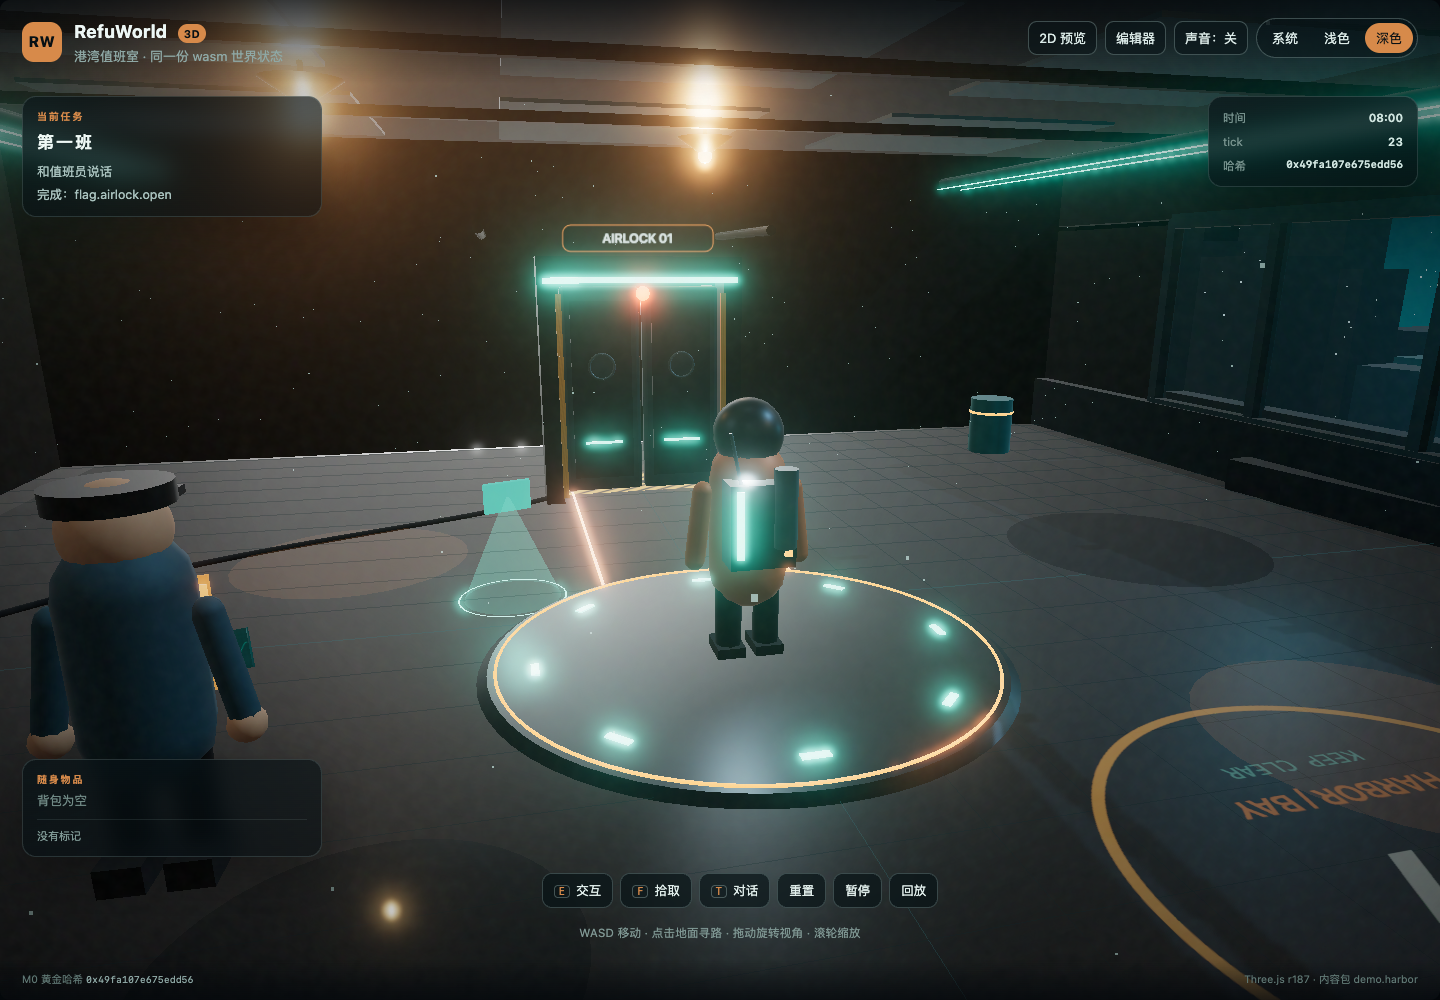 RW
RefuWorld 3D
港湾值班室 · 同一份 wasm 世界状态
2D 预览 编辑器 声音：关 系统 浅色 深色
当前任务
第一班
和值班员说话
完成：flag.airlock.open
时间 08:00
tick 23
哈希 0x49fa107e675edd56
AIRLOCK 01
KEEP CLEAR
HARBOR | BAY
随身物品
背包为空
没有标记
E 交互 F 拾取 T 对话 重置 暂停 回放
WASD 移动 · 点击地面寻路 · 拖动旋转视角 · 滚轮缩放
M0 黄金哈希 0x49fa107e675edd56
Three.js r187 · 内容包 demo.harbor